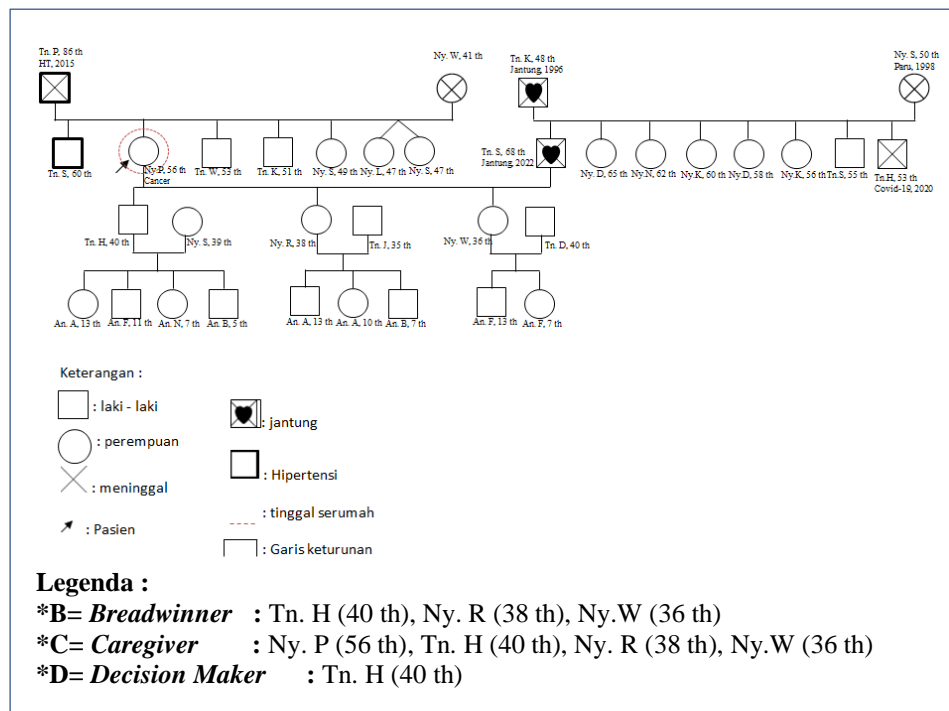 Tn. P, 86 th
HT, 2015
Ny. W, 41 th
Tn. K, 48 th
Jantung, 1996
Ny. S, 50 th
Paru, 1998
Tn. S, 60 th
Ny.P, 56 th
Cancer
Tn. W, 53 th
Tn. K, 51 th
Ny. S, 49 th
Ny. L, 47 th
Ny. S, 47 th
Tn. S, 68 th
Jantung, 2022
Ny.D, 65 th
Ny.N, 62 th
Ny.K, 60 th
Ny.D, 58 th
Ny.K, 56 th
Tn.S, 55 th
Tn.H, 53 th
Covid-19, 2020
Tn. H, 40 th
Ny. S, 39 th
Ny. R, 38 th
Tn. J, 35 th
Ny. W, 36 th
Tn. D, 40 th
An. A, 13 th
An. F, 11 th
An. N, 7 th
An. B, 5 th
An. A, 13 th
An. A, 10 th
An. B, 7 th
An. F, 13 th
An. F, 7 th
Keterangan :
: laki - laki
: perempuan
: meninggal
: Pasien
: jantung
: Hipertensi
: tinggal serumah
: Garis keturunan
Legenda :
*B= Breadwinner : Tn. H (40 th), Ny. R (38 th), Ny.W (36 th)
*C= Caregiver : Ny. P (56 th), Tn. H (40 th), Ny. R (38 th), Ny.W (36 th)
*D= Decision Maker : Tn. H (40 th)